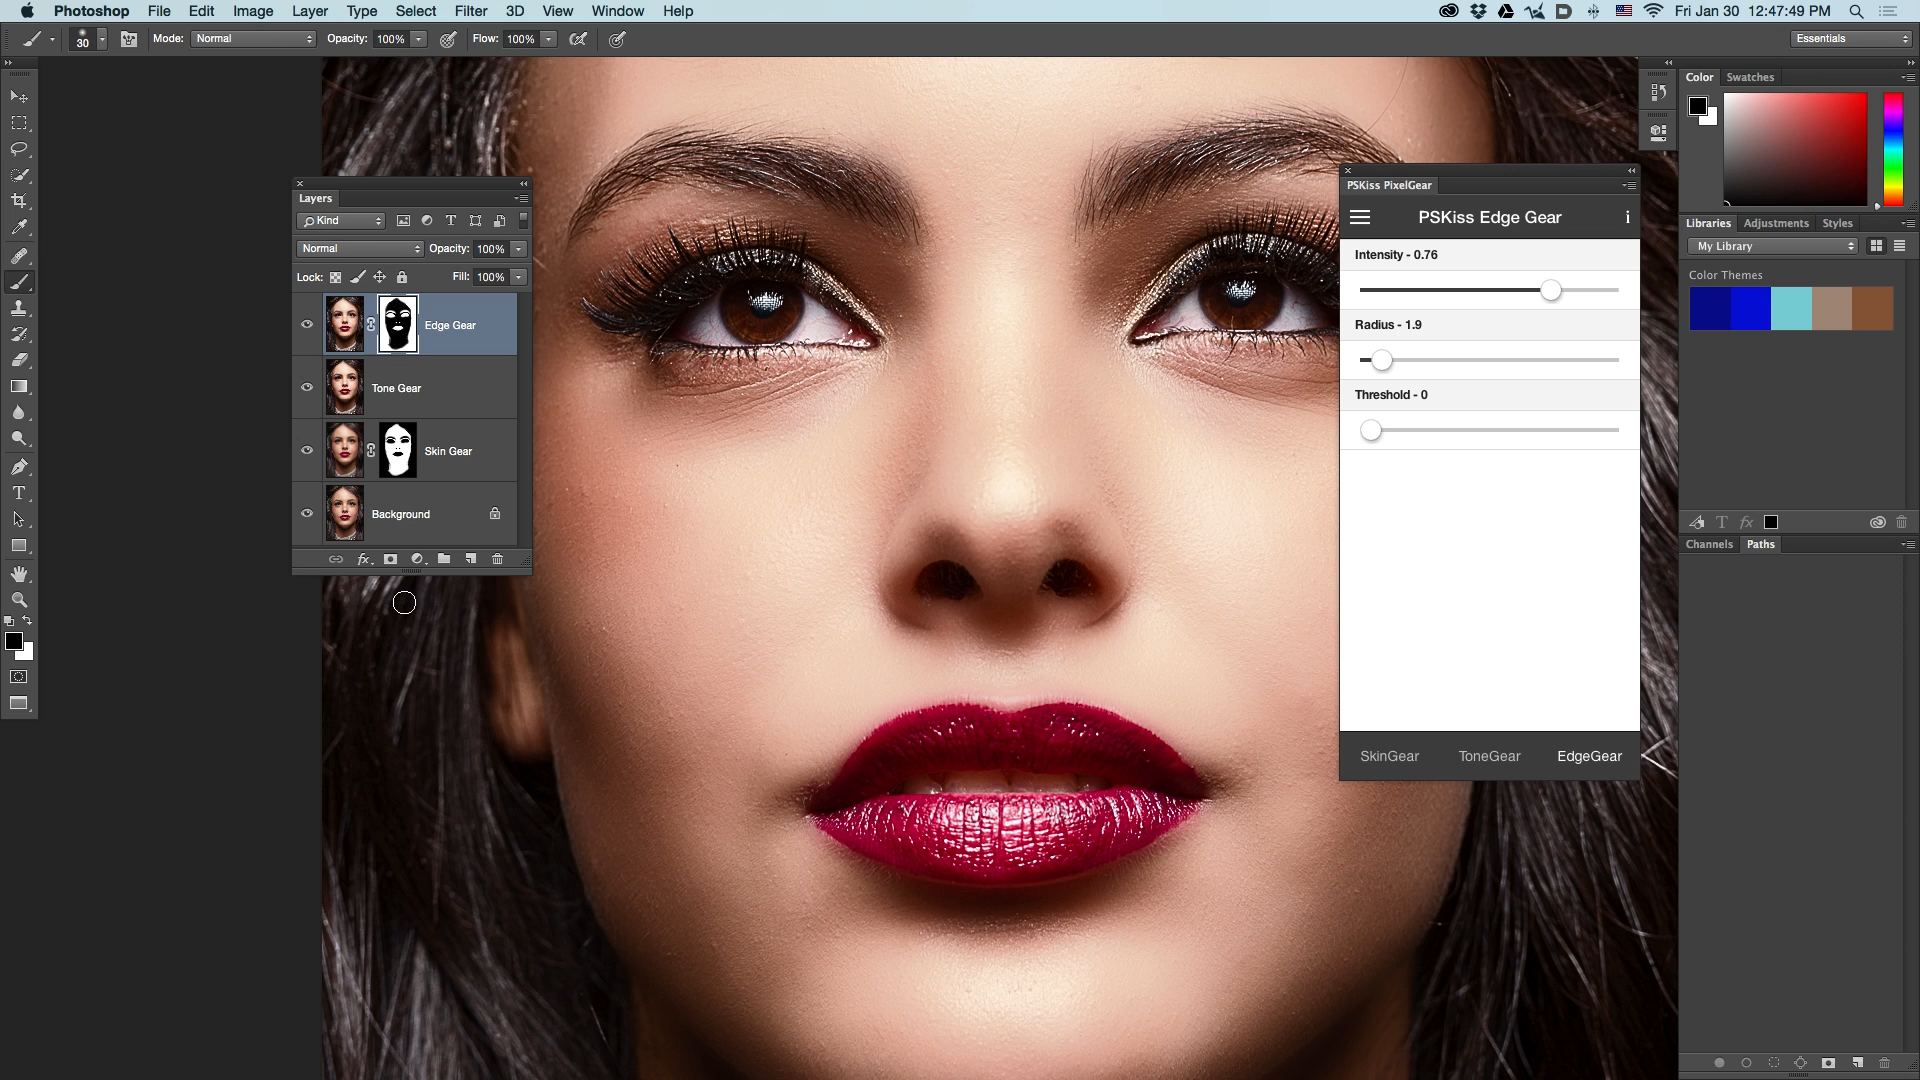 Photoshop File Edit Image Layer Type Select Filter 3D View Window Help Fri Jan 30 12:47:49 PM
30 Mode: Normal Opacity: 100% Flow: 100% Essentials
Color Swatches
Layers
Kind
Normal Opacity: 100%
Lock: Fill: 100%
Edge Gear
Tone Gear
Skin Gear
Background
PSKiss PixelGear
PSKiss Edge Gear
Intensity - 0.76
Radius - 1.9
Threshold - 0
SkinGear ToneGear EdgeGear
Libraries Adjustments Styles
My Library
Color Themes
Channels Paths